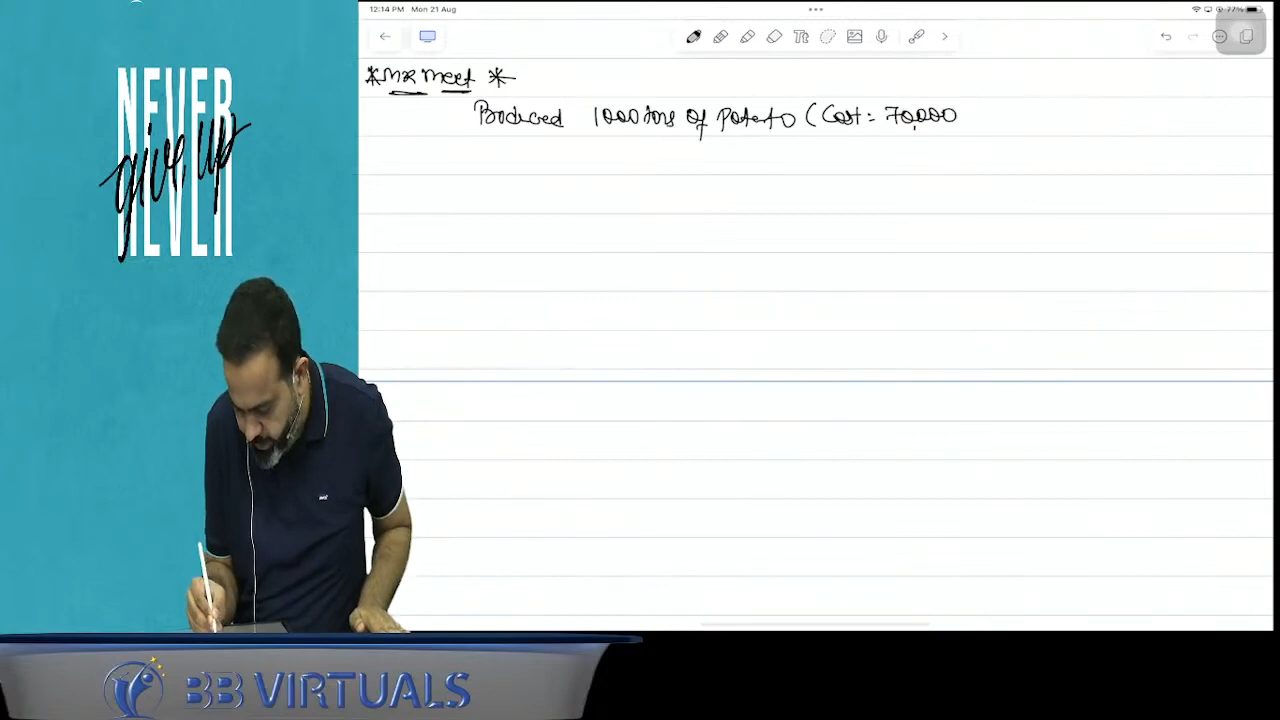 12:14 PM Mon 21 Aug
77%
*Mr Meet*
Produced 1000 tons of Potato (Cost = 70,000
NEVER
give up
NEVER
BB VIRTUALS